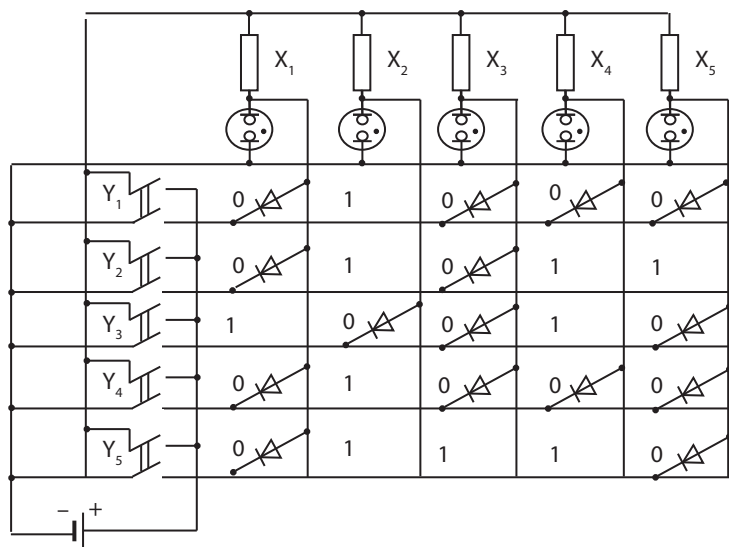 X₁ X₂ X₃ X₄ X₅
Y₁ 0 1 0 0 0
Y₂ 0 1 0 1 1
Y₃ 1 0 0 1 0
Y₄ 0 1 0 0 0
Y₅ 0 1 1 1 0
– +